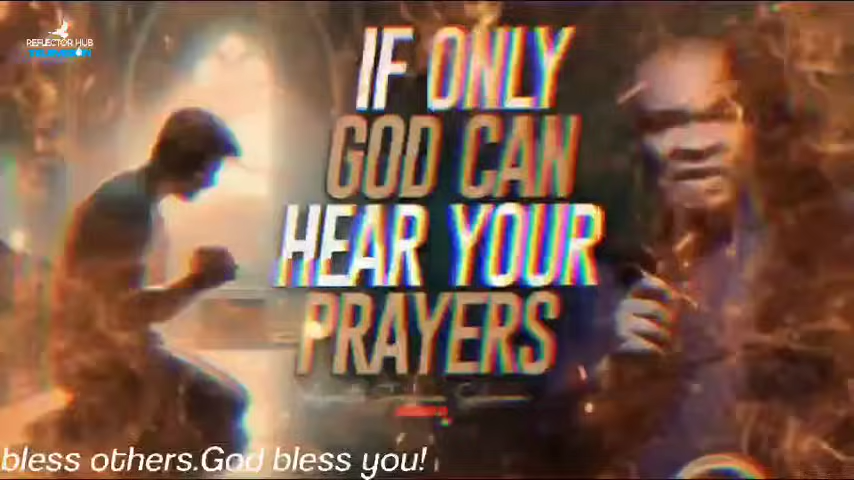 REFLECTOR HUB
IF ONLY
GOD CAN
HEAR YOUR
PRAYERS
bless others.God bless you!